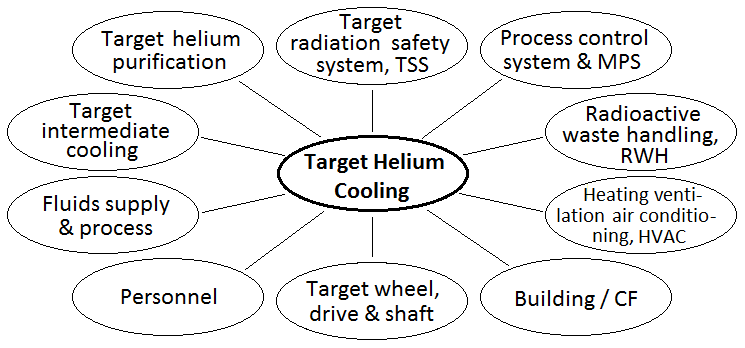 Target helium
purification
Target
radiation safety
system, TSS
Process control
system & MPS
Target
intermediate
cooling
Radioactive
waste handling,
RWH
Target Helium
Cooling
Fluids supply
& process
Heating venti-
lation air conditio-
ning, HVAC
Personnel
Target wheel,
drive & shaft
Building / CF